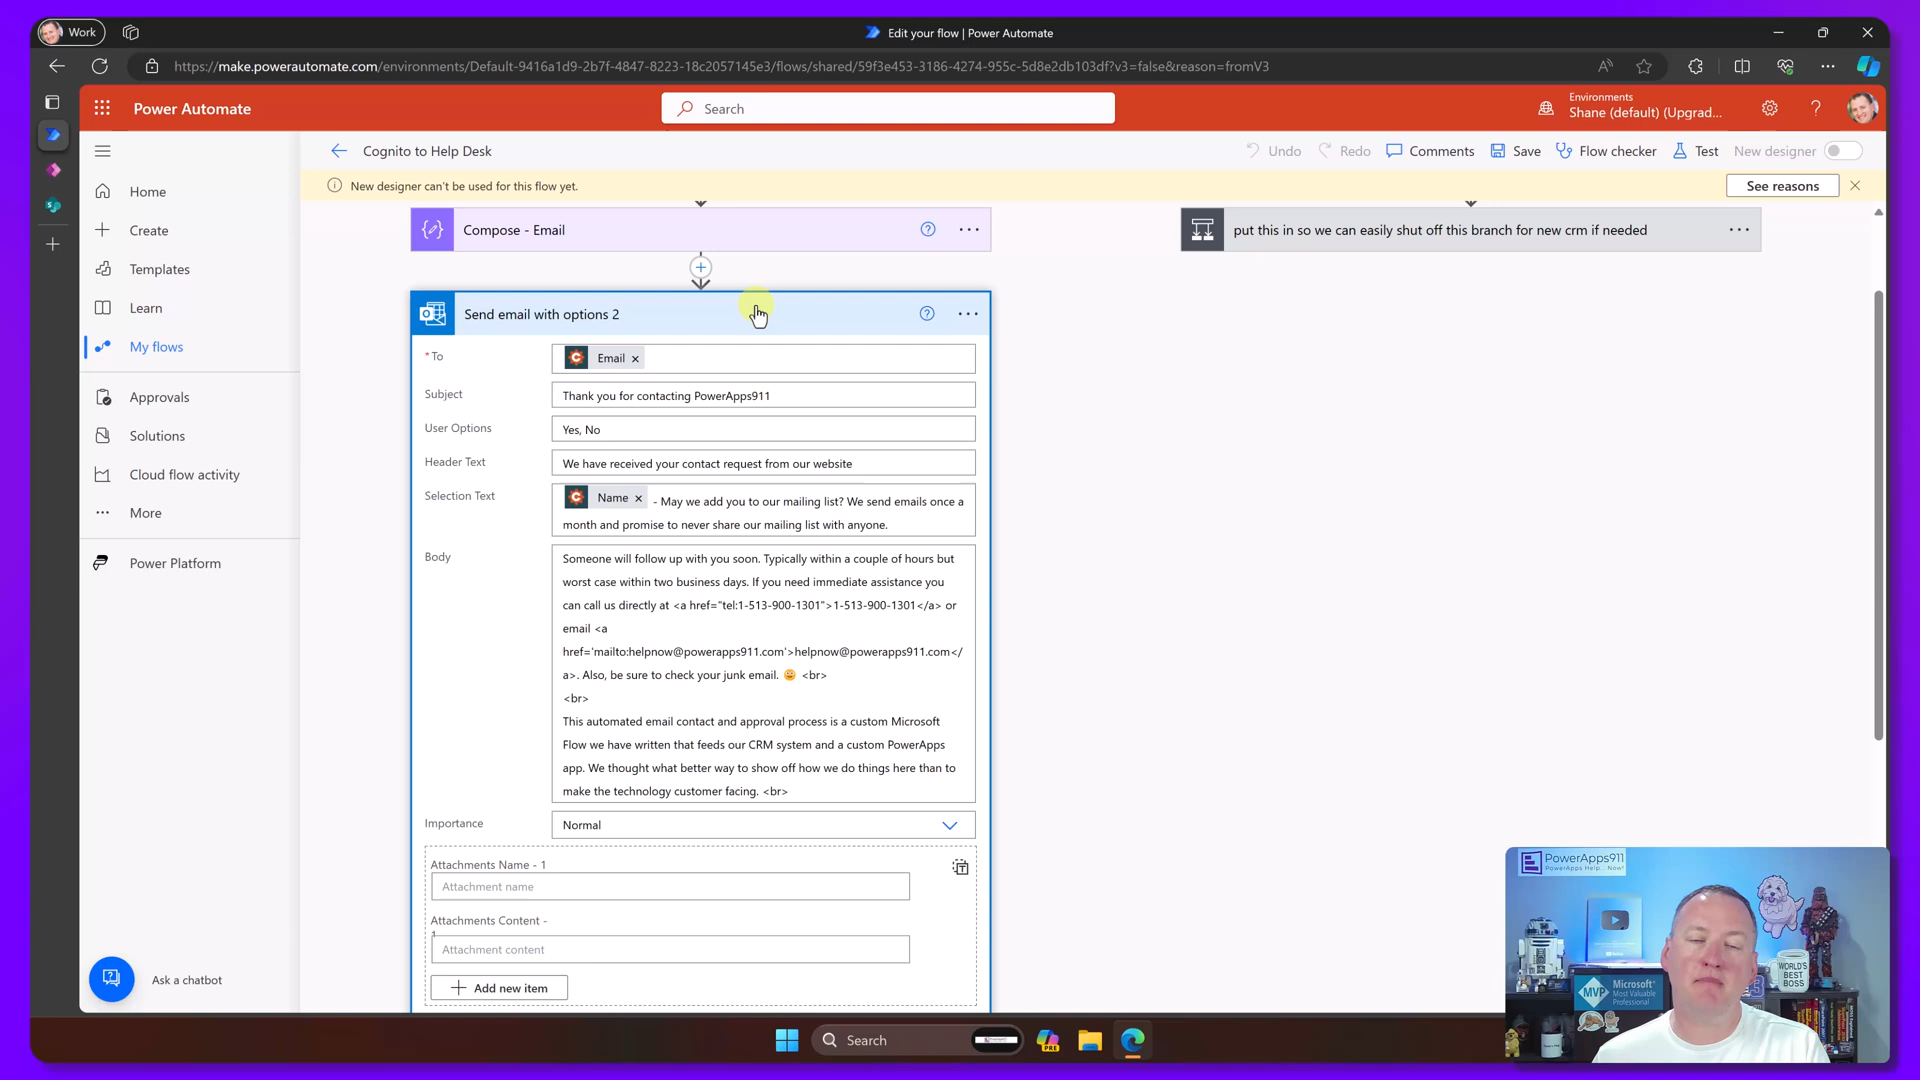 Work
Edit your flow | Power Automate
https://make.powerautomate.com/environments/Default-9416a1d9-2b7f-4847-8223-18c2057145e3/flows/shared/59f3e453-3186-4274-955c-5d8e2db103df?v3=false&reason=fromV3
Power Automate
Search
Environments
Shane (default) (Upgrad...
Cognito to Help Desk
Undo
Redo
Comments
Save
Flow checker
Test
New designer
New designer can't be used for this flow yet.
See reasons
Home
Create
Templates
Learn
My flows
Approvals
Solutions
Cloud flow activity
More
Power Platform
Ask a chatbot
Compose - Email
put this in so we can easily shut off this branch for new crm if needed
Send email with options 2
* To
Email
Subject
Thank you for contacting PowerApps911
User Options
Yes, No
Header Text
We have received your contact request from our website
Selection Text
Name - May we add you to our mailing list? We send emails once a
month and promise to never share our mailing list with anyone.
Body
Someone will follow up with you soon. Typically within a couple of hours but
worst case within two business days. If you need immediate assistance you
can call us directly at <a href="tel:1-513-900-1301">1-513-900-1301</a> or
email <a
href='mailto:helpnow@powerapps911.com'>helpnow@powerapps911.com</
a>. Also, be sure to check your junk email. 😀 <br>
<br>
This automated email contact and approval process is a custom Microsoft
Flow we have written that feeds our CRM system and a custom PowerApps
app. We thought what better way to show off how we do things here than to
make the technology customer facing. <br>
Importance
Normal
Attachments Name - 1
Attachment name
Attachments Content -
1
Attachment content
Add new item
Search
PRE
PowerApps911
PowerApps Help... Now!
WORLD'S
BEST
BOSS
MVP
Microsoft
Most Valuable
Professional